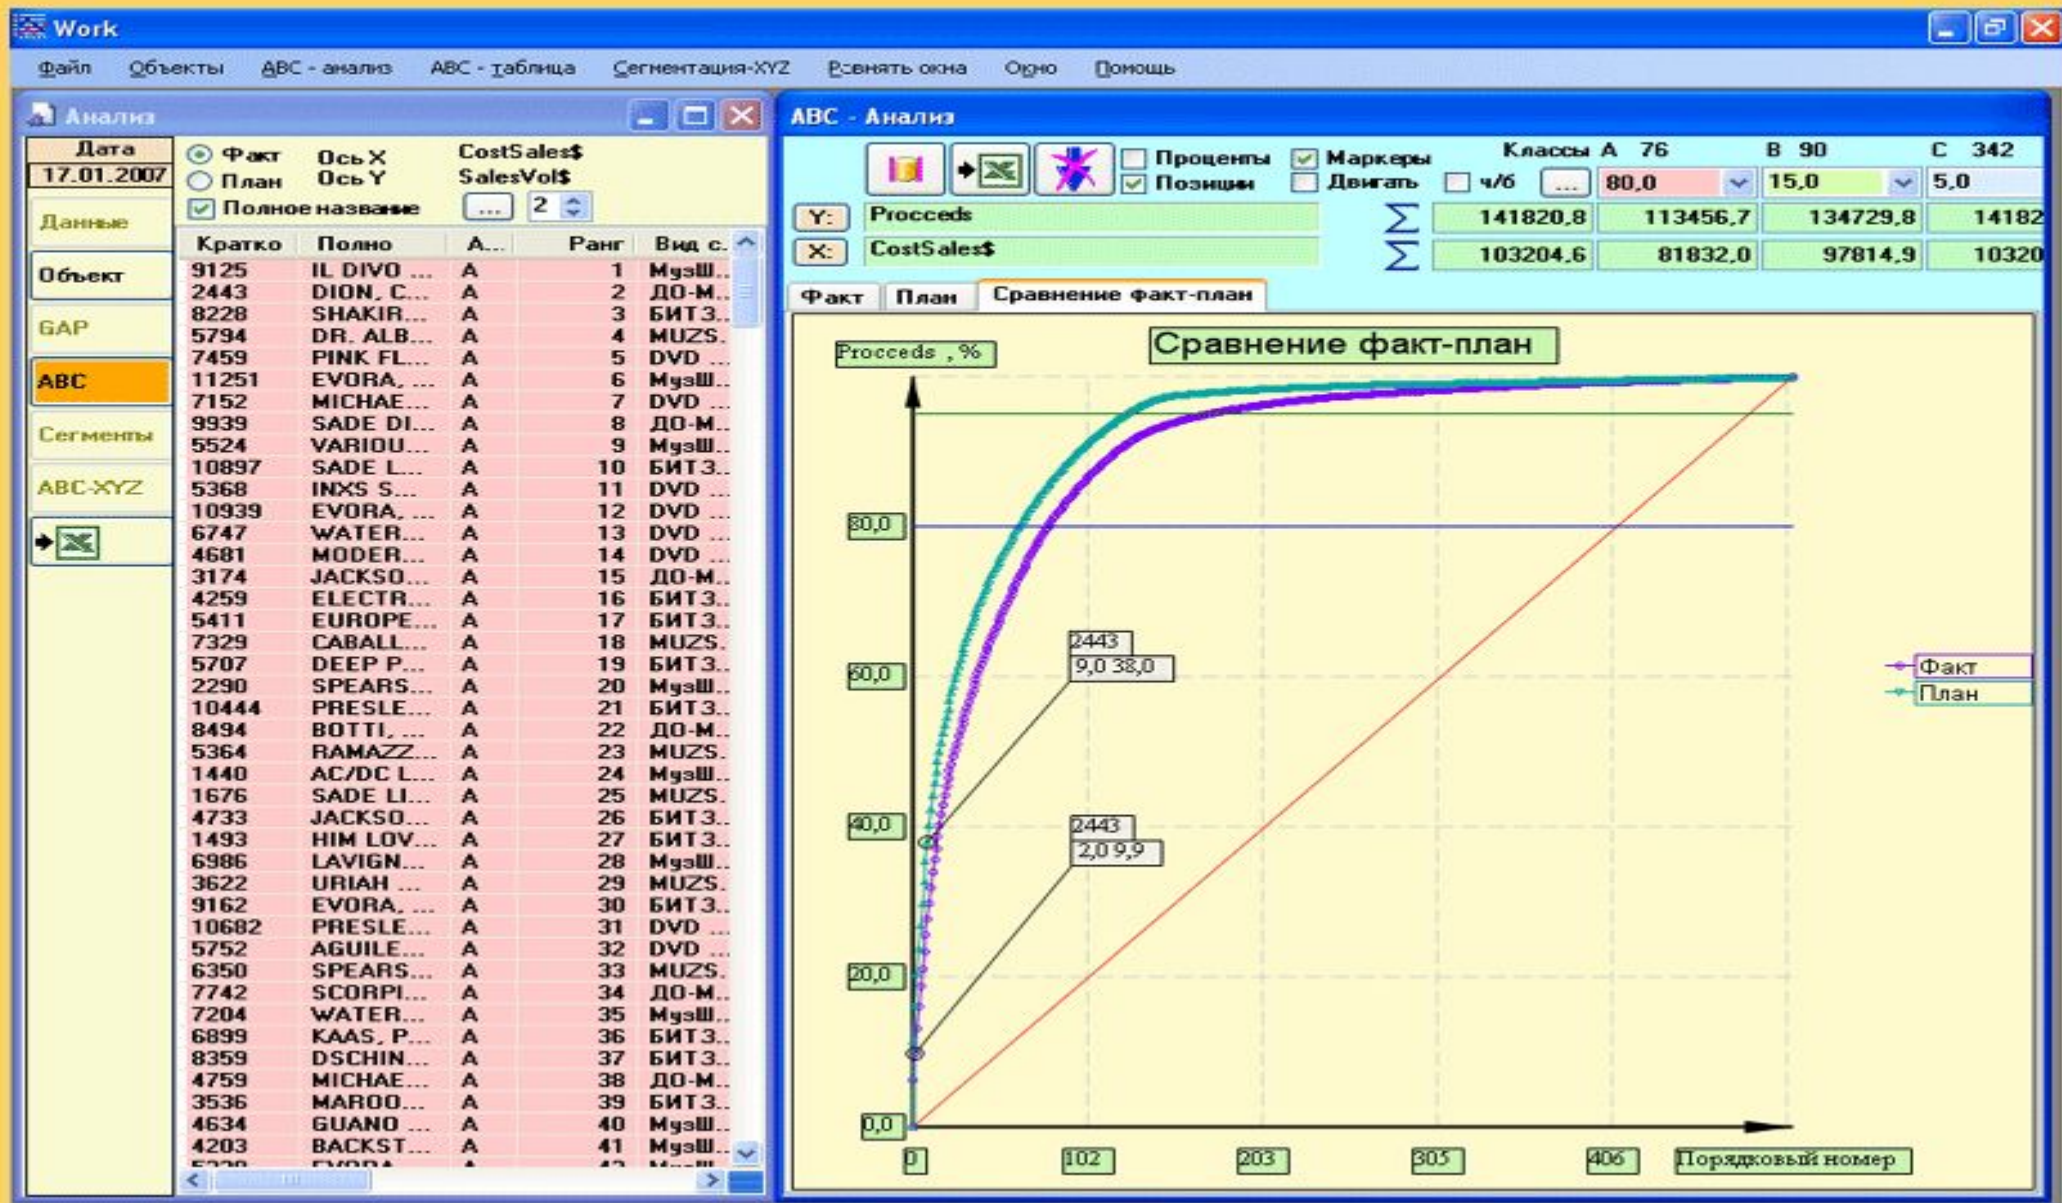 Work
Файл Объекты ABC - анализ ABC - таблица Сегментация-XYZ Ровнять окна Окно Помощь
Анализ
Дата
17.01.2007
Данные
Объект
GAP
ABC
Сегменты
ABC-XYZ
Факт Ось X CostSales$
План Ось Y SalesVol$
Полное название ... 2
Кратко Полно А... Ранг Вид с.
9125 IL DIVO ... A 1 МузШ..
2443 DION, C... A 2 ДО-М..
8228 SHAKIR... A 3 БИТЗ..
5794 DR. ALB... A 4 MUZS.
7459 PINK FL... A 5 DVD ...
11251 EVORA, ... A 6 МузШ..
7152 MICHAE... A 7 DVD ...
9939 SADE DI... A 8 ДО-М..
5524 VARIOU... A 9 МузШ..
10897 SADE L... A 10 БИТЗ..
5368 INXS S... A 11 DVD ...
10939 EVORA, ... A 12 DVD ...
6747 WATER... A 13 DVD ...
4681 MODER... A 14 DVD ...
3174 JACKSO... A 15 ДО-М..
4259 ELECTR... A 16 БИТЗ..
5411 EUROPE... A 17 БИТЗ..
7329 CABALL... A 18 MUZS.
5707 DEEP P... A 19 БИТЗ..
2290 SPEARS... A 20 МузШ..
10444 PRESLE... A 21 БИТЗ..
8494 BOTTI, ... A 22 ДО-М..
5364 RAMAZZ... A 23 MUZS.
1440 AC/DC L... A 24 МузШ..
1676 SADE LI... A 25 MUZS.
4733 JACKSO... A 26 БИТЗ..
1493 HIM LOV... A 27 БИТЗ..
6986 LAVIGN... A 28 МузШ..
3622 URIAH ... A 29 MUZS.
9162 EVORA, ... A 30 БИТЗ..
10682 PRESLE... A 31 DVD ...
5752 AGUILE... A 32 DVD ...
6350 SPEARS... A 33 MUZS.
7742 SCORPI... A 34 ДО-М..
7204 WATER... A 35 МузШ..
6899 KAAS, P... A 36 БИТЗ..
8359 DSCHIN... A 37 БИТЗ..
4759 MICHAE... A 38 ДО-М..
3536 MAROO... A 39 БИТЗ..
4634 GUANO ... A 40 МузШ..
4203 BACKST... A 41 МузШ..
ABC - Анализ
Проценты Маркеры Классы A 76 B 90 C 342
Позиции Двигать ч/б ... 80,0 15,0 5,0
Y: Procceds Σ 141820,8 113456,7 134729,8 14182
X: CostSales$ Σ 103204,6 81832,0 97814,9 10320
Факт План Сравнение факт-план
Сравнение факт-план
Procceds , %
80,0
60,0
40,0
20,0
0,0
2443
9,0 38,0
2443
2,0 9,9
Факт
План
0 102 203 305 406 Порядковый номер